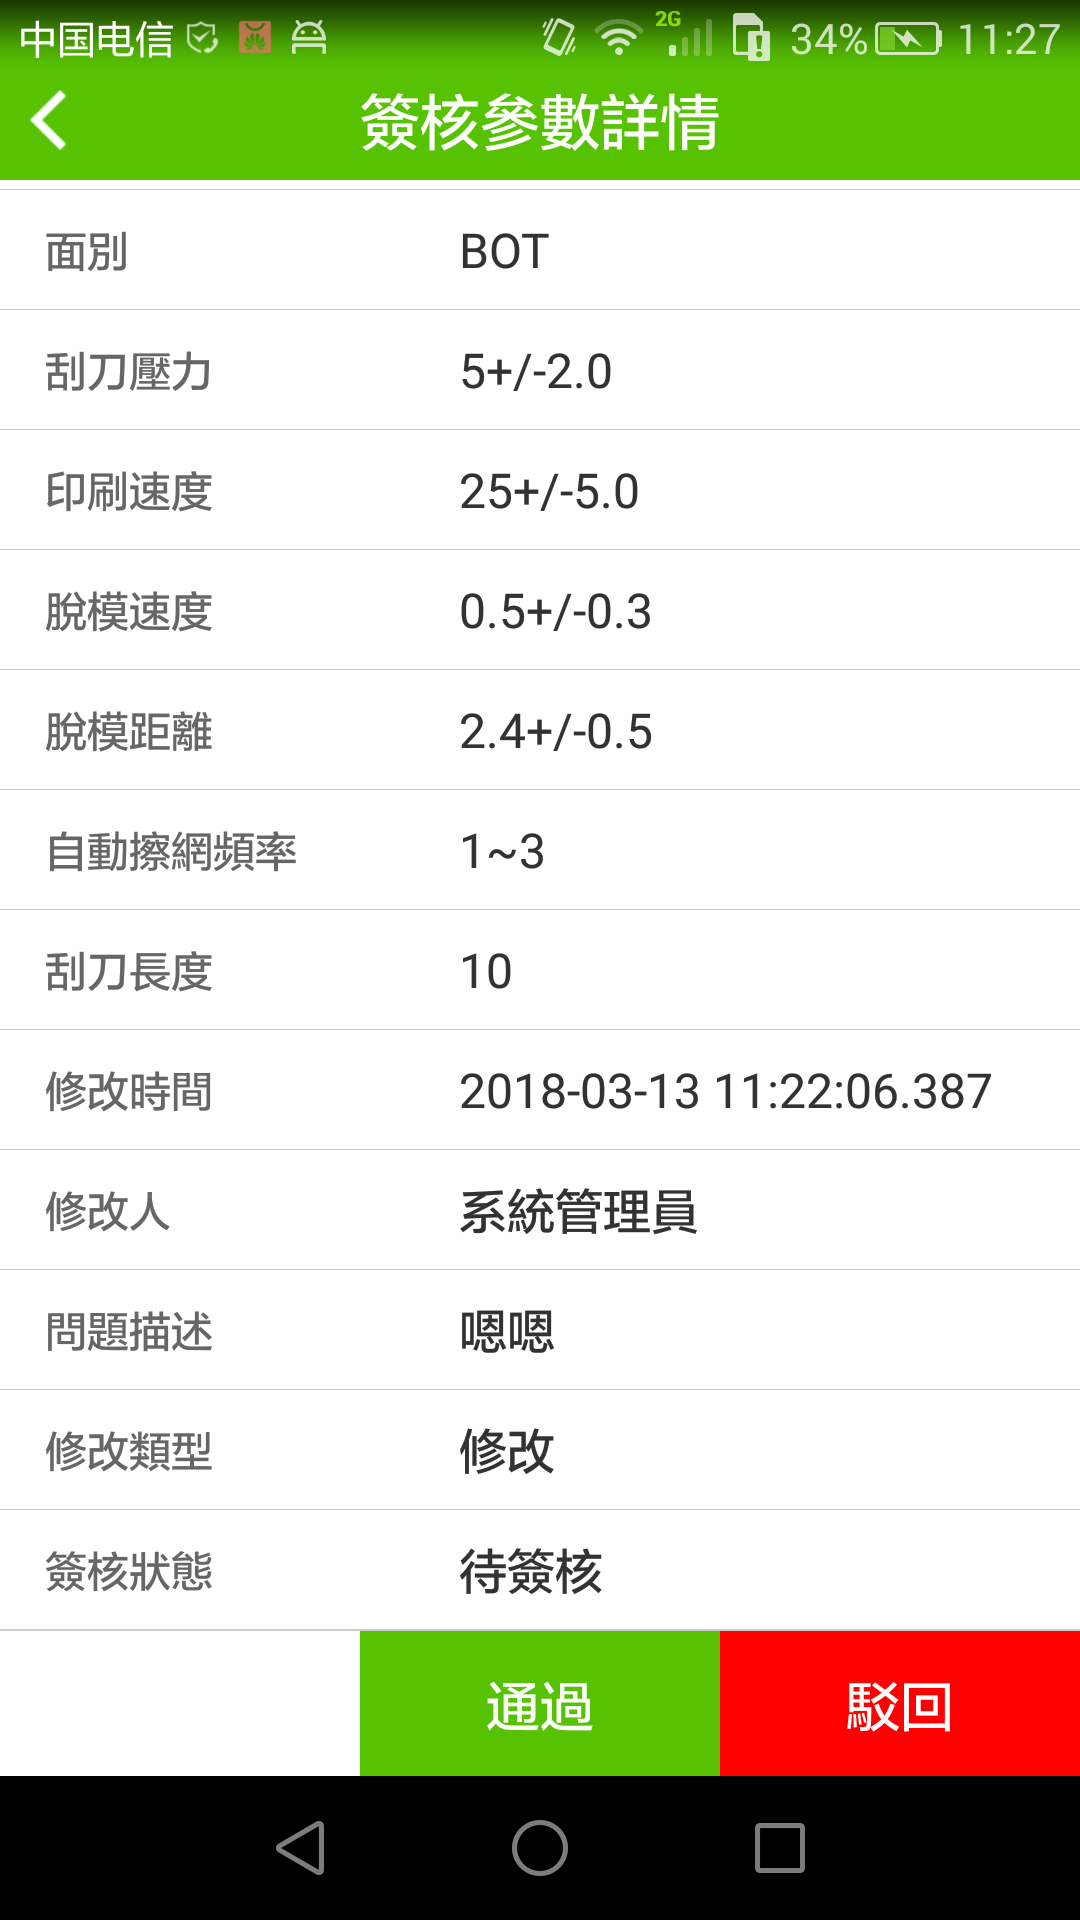 中国电信 2G 34% 11:27
簽核參數詳情
面別 BOT
刮刀壓力 5+/-2.0
印刷速度 25+/-5.0
脫模速度 0.5+/-0.3
脫模距離 2.4+/-0.5
自動擦網頻率 1~3
刮刀長度 10
修改時間 2018-03-13 11:22:06.387
修改人 系統管理員
問題描述 嗯嗯
修改類型 修改
簽核狀態 待簽核
通過 駁回